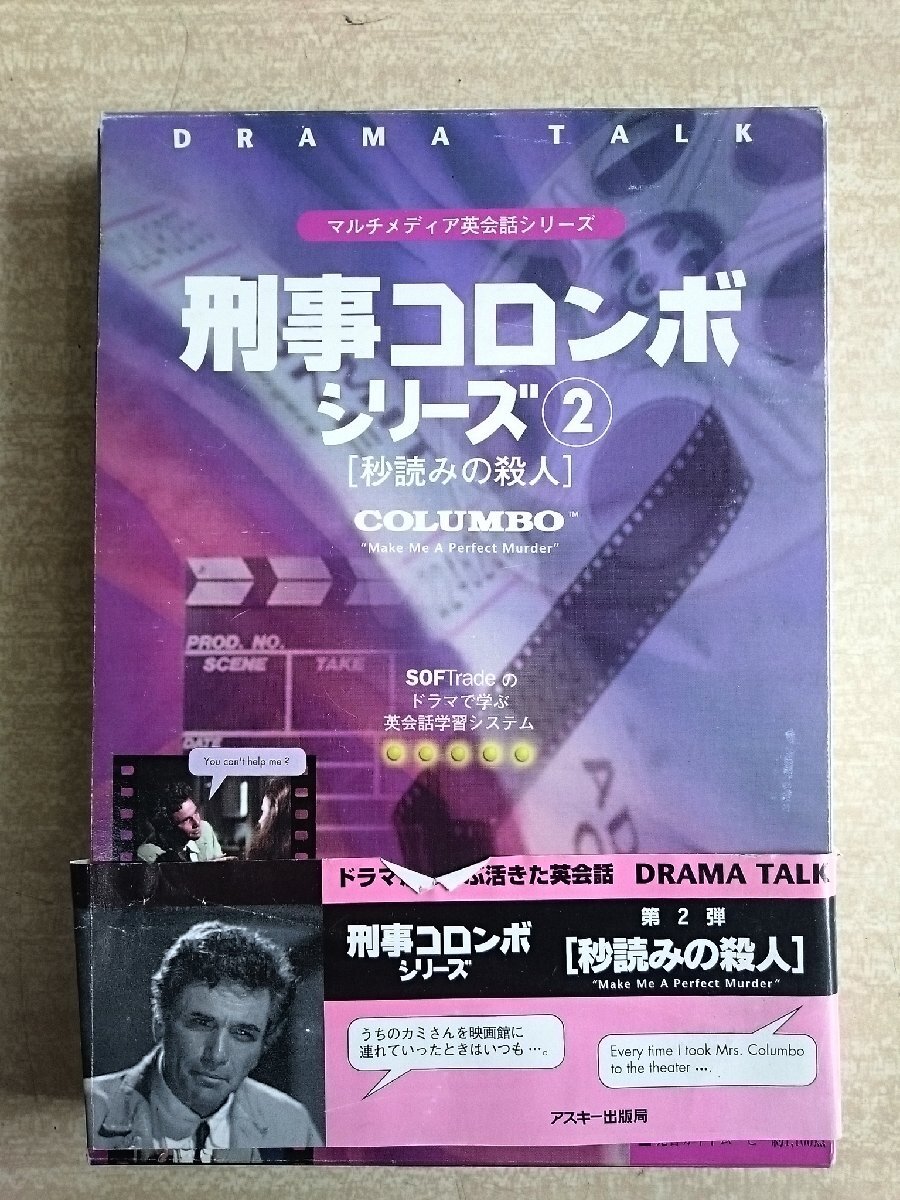 DRAMA TALK
マルチメディア英会話シリーズ
刑事コロンボ
シリーズ②
[秒読みの殺人]
COLUMBO™
"Make Me A Perfect Murder"
PROD. NO.
SCENE TAKE
DATE
SOFTrade の
ドラマで学ぶ
英会話学習システム
You can't help me?
ドラマ ぶ活きた英会話 DRAMA TALK
刑事コロンボ
シリーズ
第2弾
[秒読みの殺人]
"Make Me A Perfect Murder"
うちのカミさんを映画館に
連れていったときはいつも…。
Every time I took Mrs. Columbo
to the theater ….
アスキー出版局